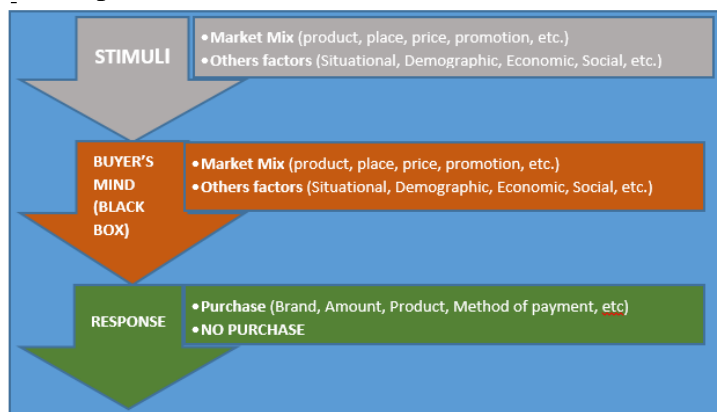 STIMULI
•Market Mix (product, place, price, promotion, etc.)
•Others factors (Situational, Demographic, Economic, Social, etc.)
BUYER'S
MIND
(BLACK
BOX)
•Market Mix (product, place, price, promotion, etc.)
•Others factors (Situational, Demographic, Economic, Social, etc.)
RESPONSE
•Purchase (Brand, Amount, Product, Method of payment, etc)
•NO PURCHASE